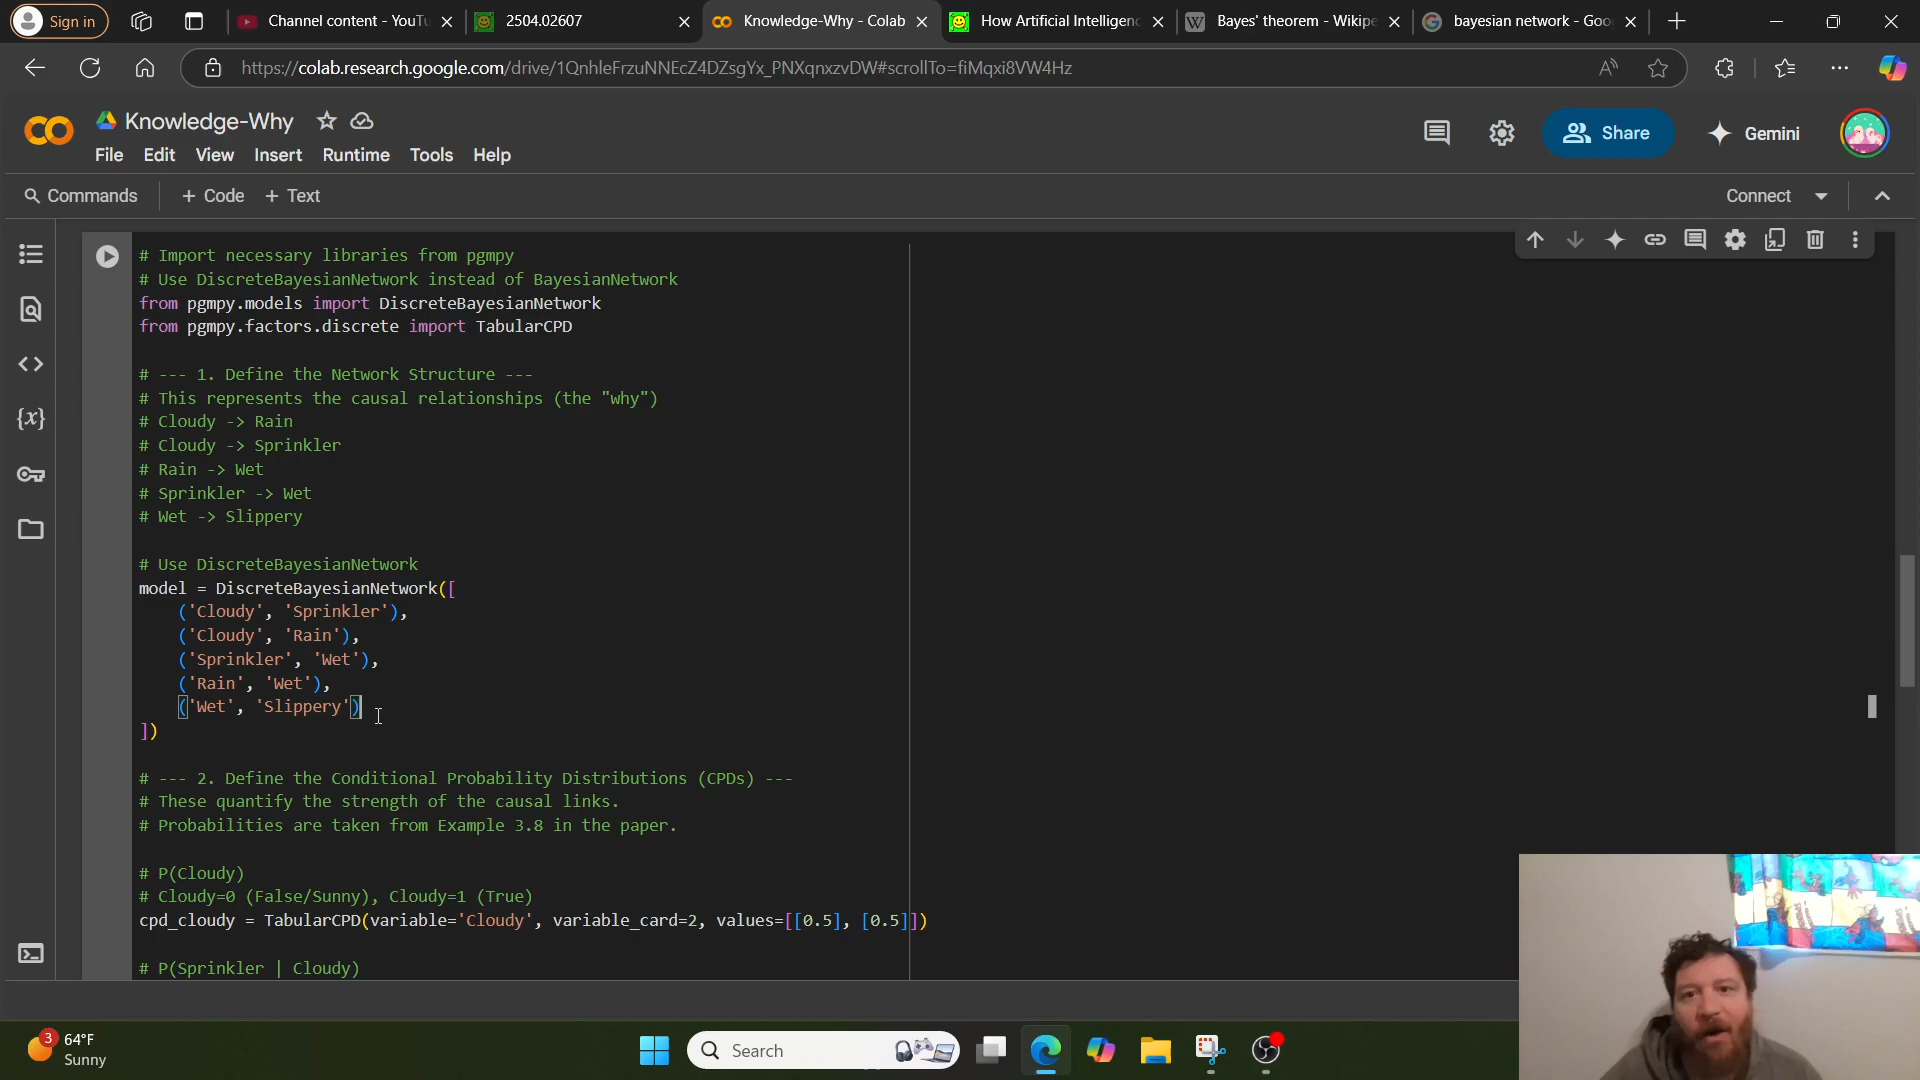 Sign in
Channel content - YouTu
2504.02607
Knowledge-Why - Colab
How Artificial Intelligenc
Bayes' theorem - Wikipe
bayesian network - Goo
https://colab.research.google.com/drive/1QnhleFrzuNNEcZ4DZsgYx_PNXqnxzvDW#scrollTo=fiMqxi8VW4Hz
Knowledge-Why
Share
Gemini
File Edit View Insert Runtime Tools Help
Commands + Code + Text
Connect
# Import necessary libraries from pgmpy
# Use DiscreteBayesianNetwork instead of BayesianNetwork
from pgmpy.models import DiscreteBayesianNetwork
from pgmpy.factors.discrete import TabularCPD
# --- 1. Define the Network Structure ---
# This represents the causal relationships (the "why")
# Cloudy -> Rain
# Cloudy -> Sprinkler
# Rain -> Wet
# Sprinkler -> Wet
# Wet -> Slippery
# Use DiscreteBayesianNetwork
model = DiscreteBayesianNetwork([
('Cloudy', 'Sprinkler'),
('Cloudy', 'Rain'),
('Sprinkler', 'Wet'),
('Rain', 'Wet'),
('Wet', 'Slippery')
])
# --- 2. Define the Conditional Probability Distributions (CPDs) ---
# These quantify the strength of the causal links.
# Probabilities are taken from Example 3.8 in the paper.
# P(Cloudy)
# Cloudy=0 (False/Sunny), Cloudy=1 (True)
cpd_cloudy = TabularCPD(variable='Cloudy', variable_card=2, values=[[0.5], [0.5]])
# P(Sprinkler | Cloudy)
3
64°F
Sunny
Search